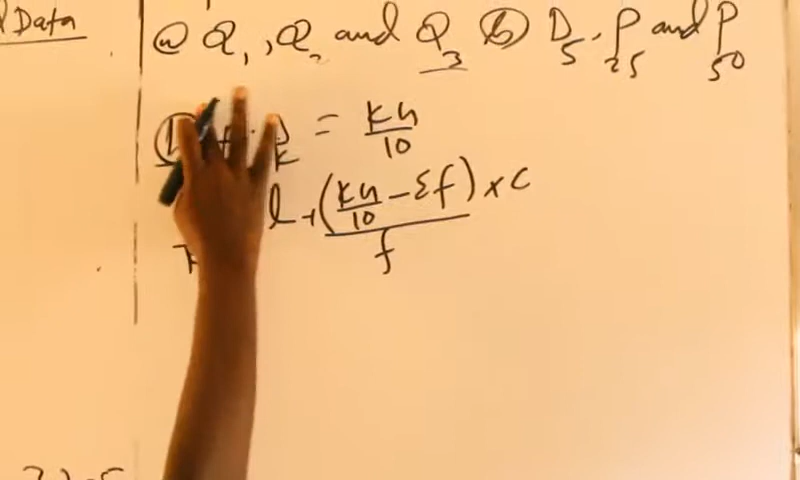 Data
(a) Q₁, Q₂ and Q₃ (b) D₅, P₂₅ and P₅₀
k = kn/10
l + (kn/10 - Σf) × c
f